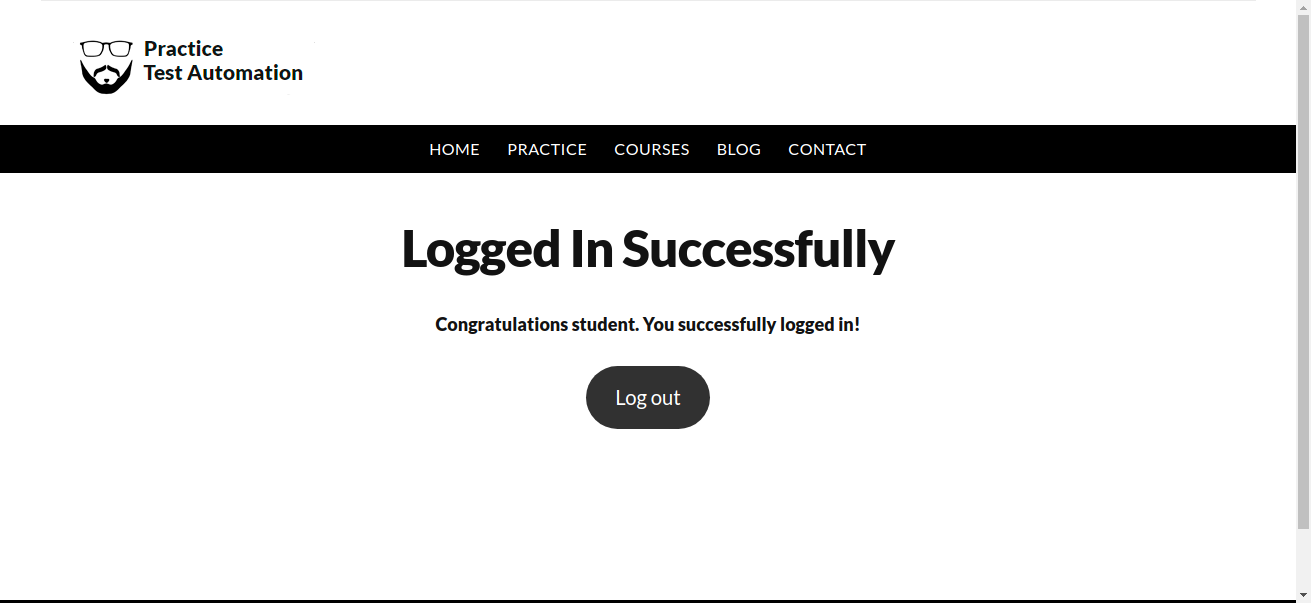 Practice
Test Automation
HOME PRACTICE COURSES BLOG CONTACT
Logged In Successfully
Congratulations student. You successfully logged in!
Log out